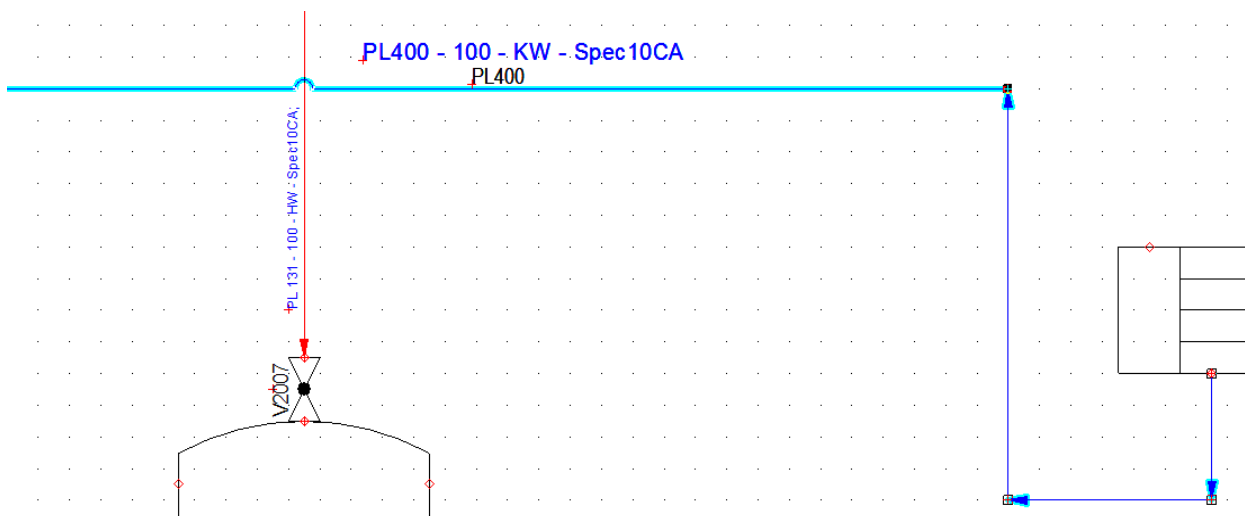 PL400 - 100 - KW - Spec10CA
PL400
PL 131 - 100 - HW - Spec10CA;
V2007